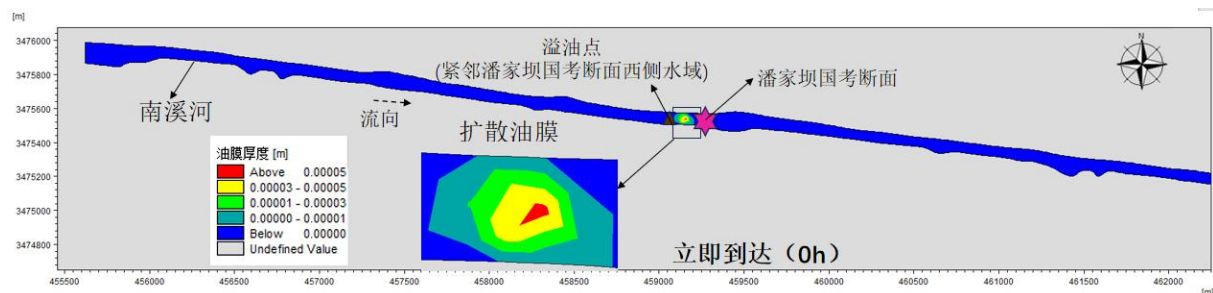 [m]
3476000
3475800
3475600
3475400
3475200
3475000
3474800
溢油点
(紧邻潘家坝国考断面西侧水域)
潘家坝国考断面
N
南溪河
流向
扩散油膜
油膜厚度 [m]
Above 0.00005
0.00003 - 0.00005
0.00001 - 0.00003
0.00000 - 0.00001
Below 0.00000
Undefined Value
立即到达（0h）
455500 456000 456500 457000 457500 458000 458500 459000 459500 460000 460500 461000 461500 462000
[m]